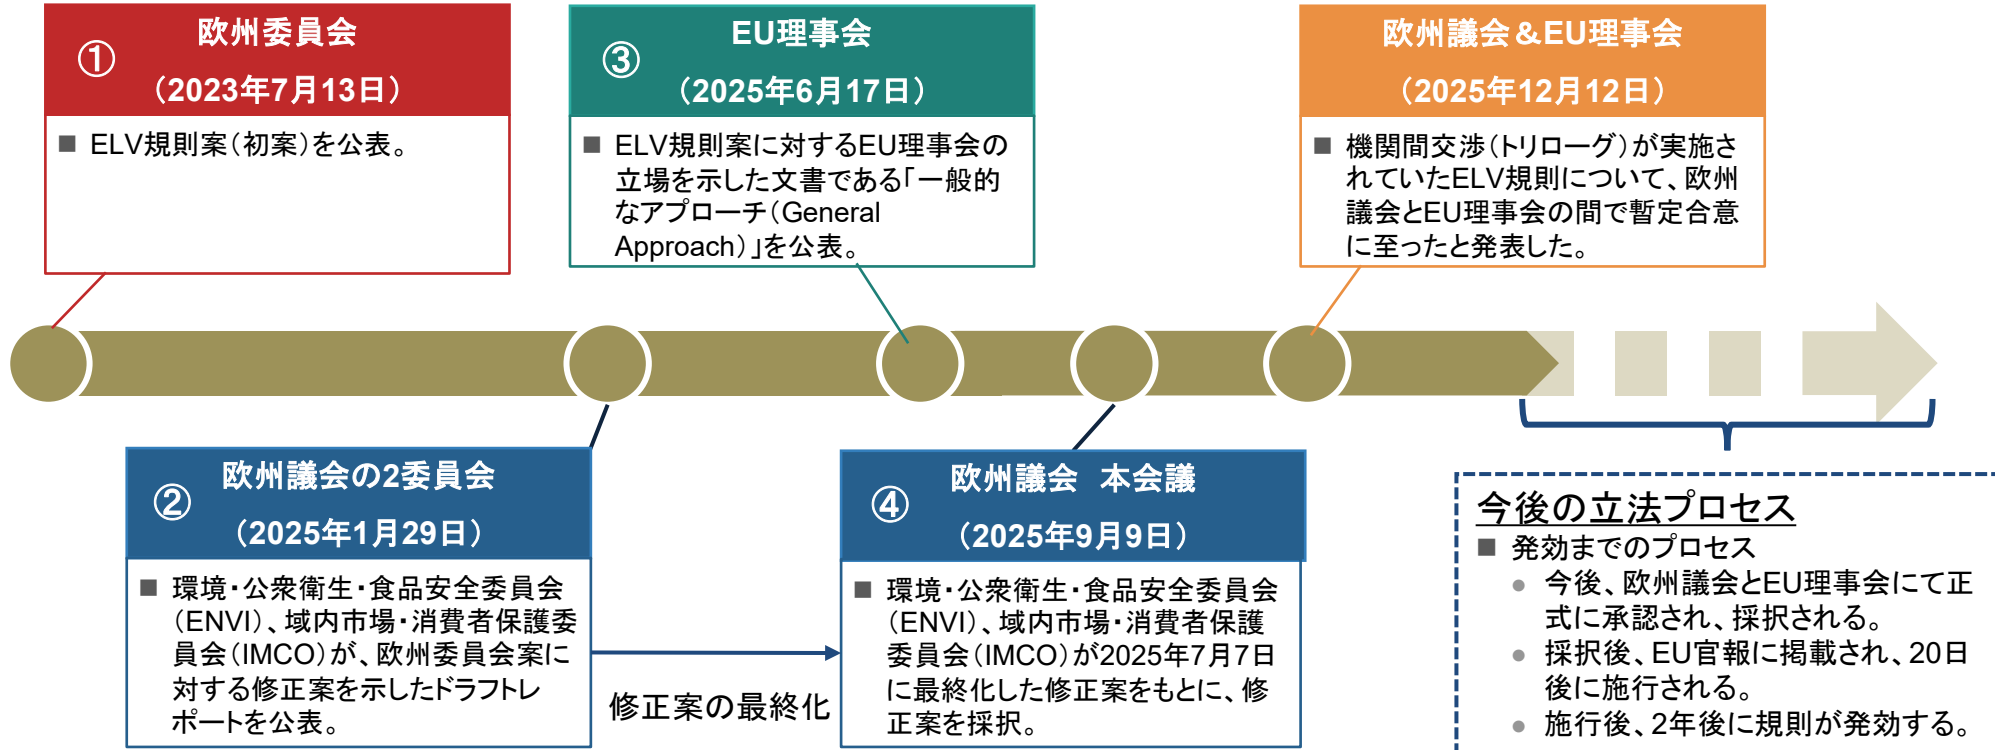 ①
欧州委員会
（2023年7月13日）
■ ELV規則案（初案）を公表。
③
EU理事会
（2025年6月17日）
■ ELV規則案に対するEU理事会の
立場を示した文書である「一般的
なアプローチ（General
Approach）」を公表。
欧州議会＆EU理事会
（2025年12月12日）
■ 機関間交渉（トリローグ）が実施さ
れていたELV規則について、欧州
議会とEU理事会の間で暫定合意
に至ったと発表した。
②
欧州議会の2委員会
（2025年1月29日）
■ 環境・公衆衛生・食品安全委員会
（ENVI）、域内市場・消費者保護委
員会（IMCO）が、欧州委員会案に
対する修正案を示したドラフトレ
ポートを公表。
修正案の最終化
④
欧州議会　本会議
（2025年9月9日）
■ 環境・公衆衛生・食品安全委員会
（ENVI）、域内市場・消費者保護
委員会（IMCO）が2025年7月7日
に最終化した修正案をもとに、修
正案を採択。
今後の立法プロセス
■ 発効までのプロセス
● 今後、欧州議会とEU理事会にて正
式に承認され、採択される。
● 採択後、EU官報に掲載され、20日
後に施行される。
● 施行後、2年後に規則が発効する。